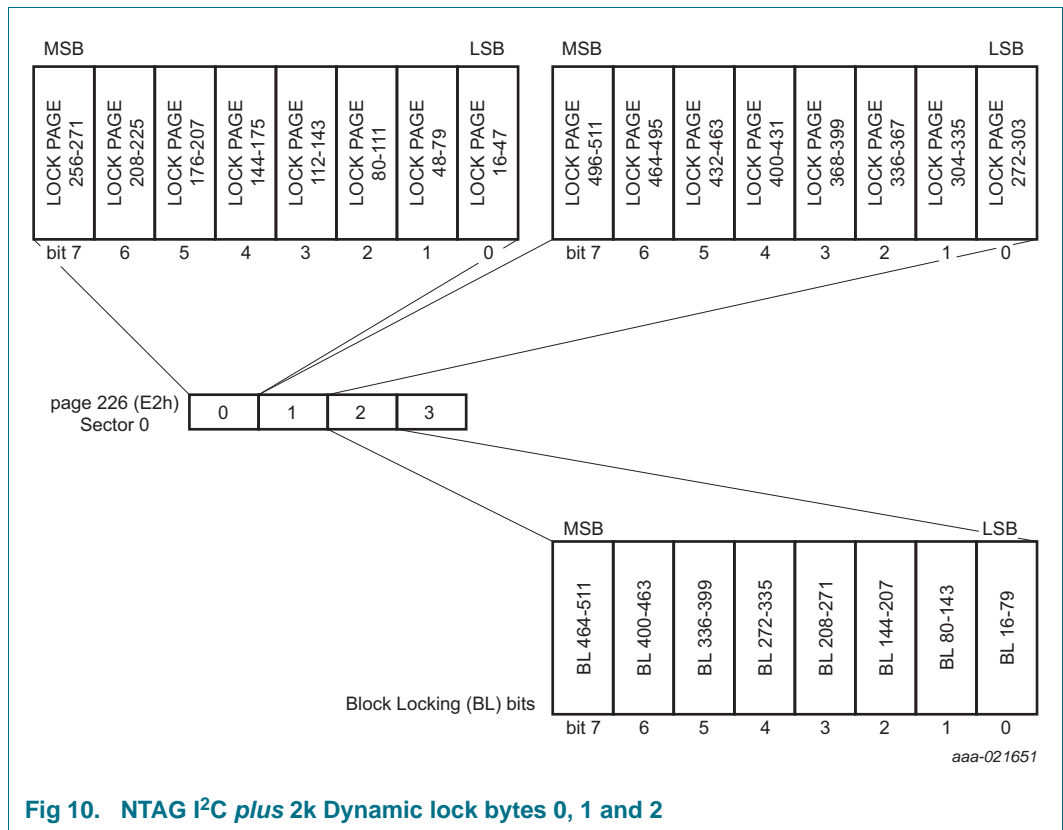 MSB LSB
LOCK PAGE 256-271
LOCK PAGE 208-225
LOCK PAGE 176-207
LOCK PAGE 144-175
LOCK PAGE 112-143
LOCK PAGE 80-111
LOCK PAGE 48-79
LOCK PAGE 16-47
bit 7 6 5 4 3 2 1 0
MSB LSB
LOCK PAGE 496-511
LOCK PAGE 464-495
LOCK PAGE 432-463
LOCK PAGE 400-431
LOCK PAGE 368-399
LOCK PAGE 336-367
LOCK PAGE 304-335
LOCK PAGE 272-303
bit 7 6 5 4 3 2 1 0
page 226 (E2h)
Sector 0
0 1 2 3
MSB LSB
BL 464-511
BL 400-463
BL 336-399
BL 272-335
BL 208-271
BL 144-207
BL 80-143
BL 16-79
Block Locking (BL) bits
bit 7 6 5 4 3 2 1 0
aaa-021651
Fig 10. NTAG I²C plus 2k Dynamic lock bytes 0, 1 and 2